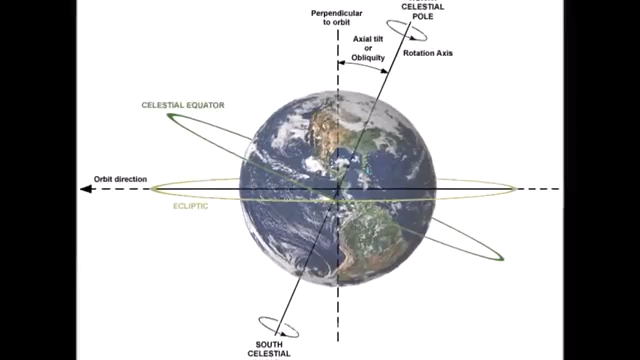 CELESTIAL
POLE
Perpendicular
to orbit
Axial tilt
or
Obliquity
Rotation Axis
CELESTIAL EQUATOR
Orbit direction
ECLIPTIC
SOUTH
CELESTIAL